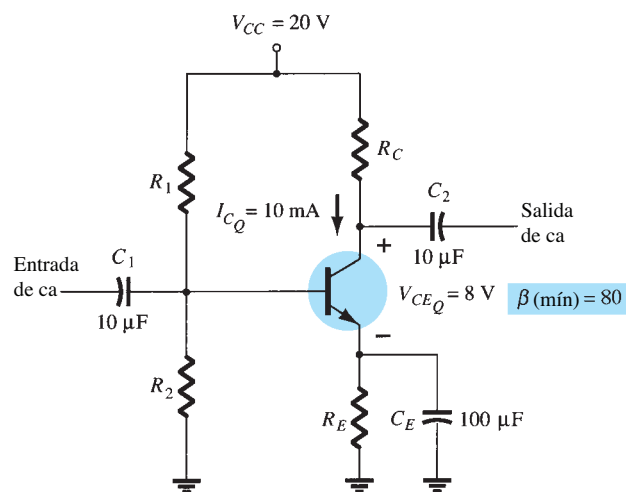 V_CC = 20 V
R_C
R_1
I_CQ = 10 mA
C_2
Salida
de ca
10 µF
+
Entrada
de ca
C_1
10 µF
V_CEQ = 8 V
β(mín) = 80
−
R_2
R_E
C_E
100 µF